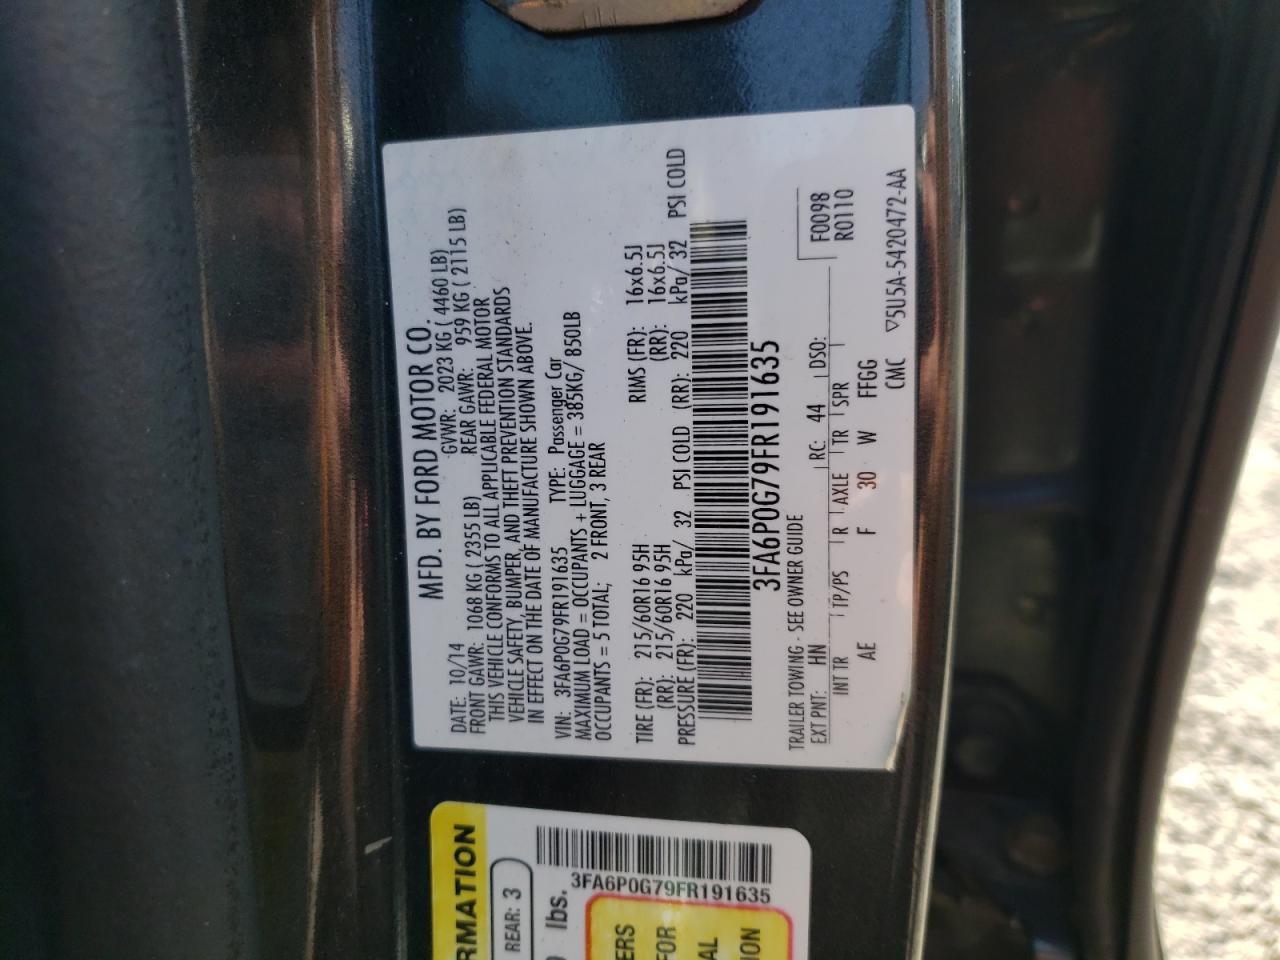 MFD. BY FORD MOTOR CO.
DATE: 10/14 GVWR: 2023 KG ( 4460 LB)
FRONT GAWR: 1068 KG ( 2355 LB) REAR GAWR: 959 KG ( 2115 LB)
THIS VEHICLE CONFORMS TO ALL APPLICABLE FEDERAL MOTOR
VEHICLE SAFETY, BUMPER, AND THEFT PREVENTION STANDARDS
IN EFFECT ON THE DATE OF MANUFACTURE SHOWN ABOVE.
VIN: 3FA6P0G79FR191635 TYPE: Passenger Car
MAXIMUM LOAD = OCCUPANTS + LUGGAGE = 385KG/ 850LB
OCCUPANTS = 5 TOTAL; 2 FRONT, 3 REAR
TIRE (FR): 215/60R16 95H RIMS (FR): 16x6.5J
(RR): 215/60R16 95H (RR): 16x6.5J
PRESSURE (FR): 220 kPa/ 32 PSI COLD (RR): 220 kPa/ 32 PSI COLD
3FA6P0G79FR191635
TRAILER TOWING - SEE OWNER GUIDE
F0098
R0110
EXT PNT: HN RC: 44 DSO:
INT TR TP/PS R AXLE TR SPR
AE F 30 W FFGG
CMC ▽5U5A-5420472-AA
RMATION
REAR: 3
lbs.
3FA6P0G79FR191635
ERS
FOR
AL
ION